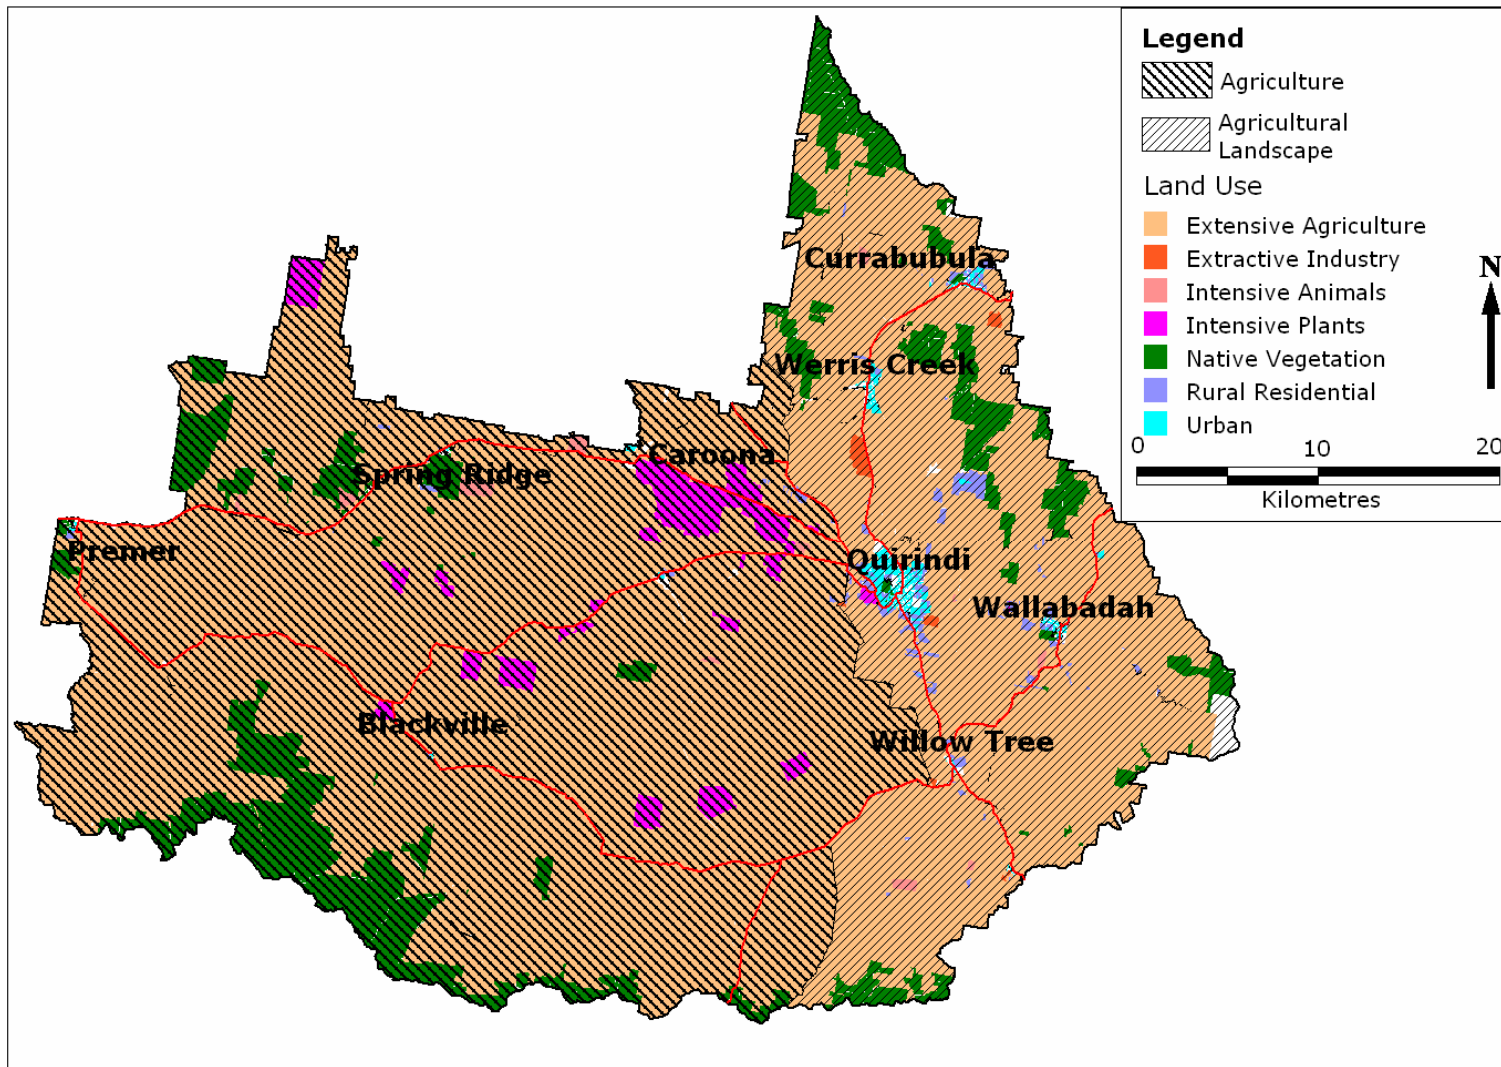 Legend
Agriculture
Agricultural
Landscape
Land Use
Extensive Agriculture
Extractive Industry
Intensive Animals
Intensive Plants
Native Vegetation
Rural Residential
Urban
N
0 10 20
Kilometres
Currabubula
Werris Creek
Caroona
Spring Ridge
Premer
Quirindi
Wallabadah
Blackville
Willow Tree